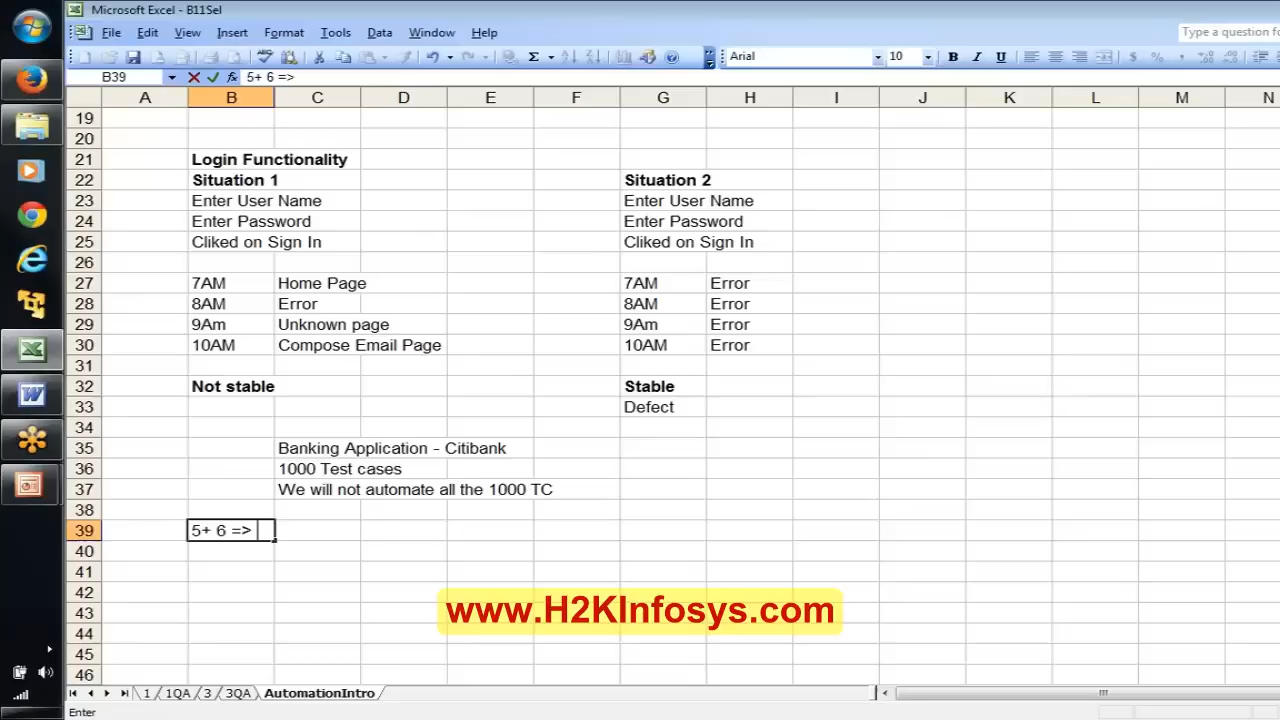 Microsoft Excel - B11Sel
File Edit View Insert Format Tools Data Window Help
Type a question fo
Arial 10 B I U $ %
B39 fx 5+ 6 =>
A B C D E F G H I J K L M N
19
20
21 Login Functionality
22 Situation 1 Situation 2
23 Enter User Name Enter User Name
24 Enter Password Enter Password
25 Cliked on Sign In Cliked on Sign In
26
27 7AM Home Page 7AM Error
28 8AM Error 8AM Error
29 9Am Unknown page 9Am Error
30 10AM Compose Email Page 10AM Error
31
32 Not stable Stable
33 Defect
34
35 Banking Application - Citibank
36 1000 Test cases
37 We will not automate all the 1000 TC
38
39 5+ 6 =>
40
41
42
www.H2KInfosys.com
43
44
45
46
1 1QA 3 3QA AutomationIntro
Enter